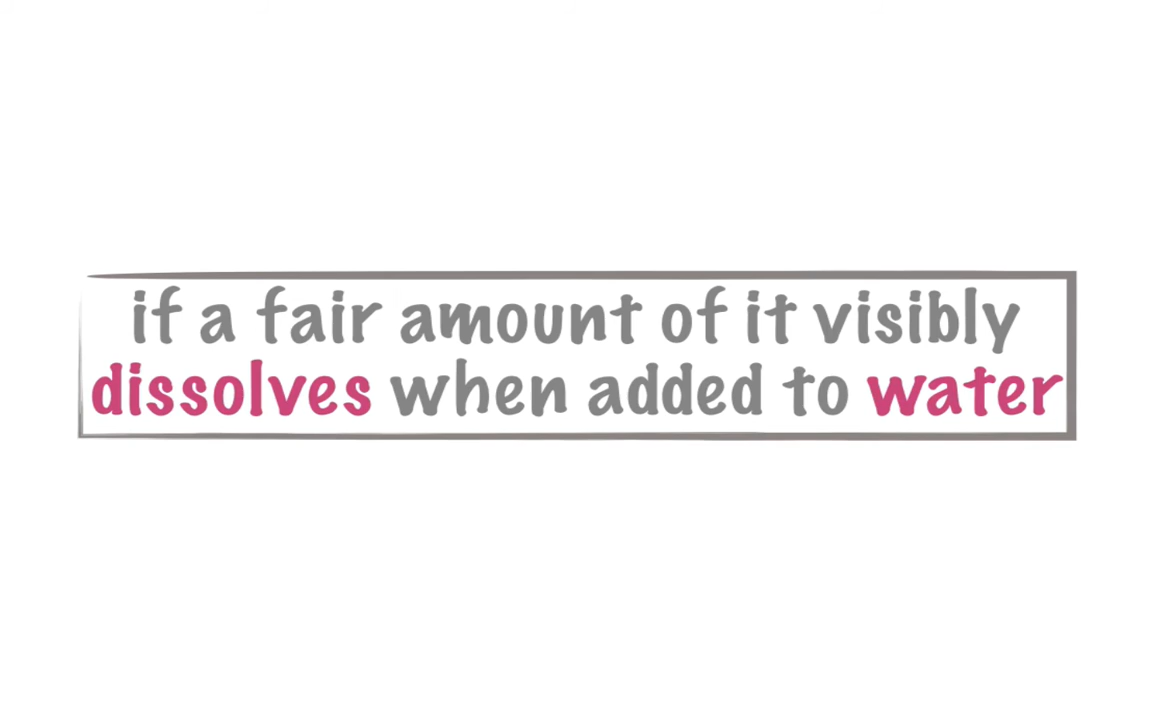 if a fair amount of it visibly
dissolves when added to water